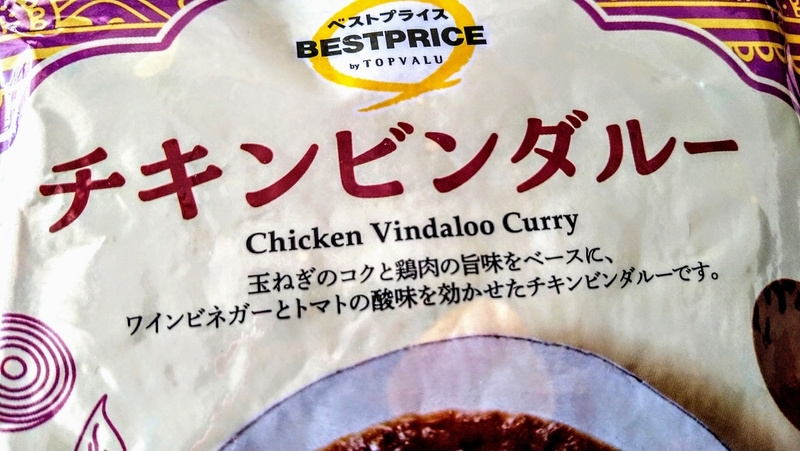 ベストプライス
BESTPRICE
by TOPVALU
チキンビンダルー
Chicken Vindaloo Curry
玉ねぎのコクと鶏肉の旨味をベースに、
ワインビネガーとトマトの酸味を効かせたチキンビンダルーです。